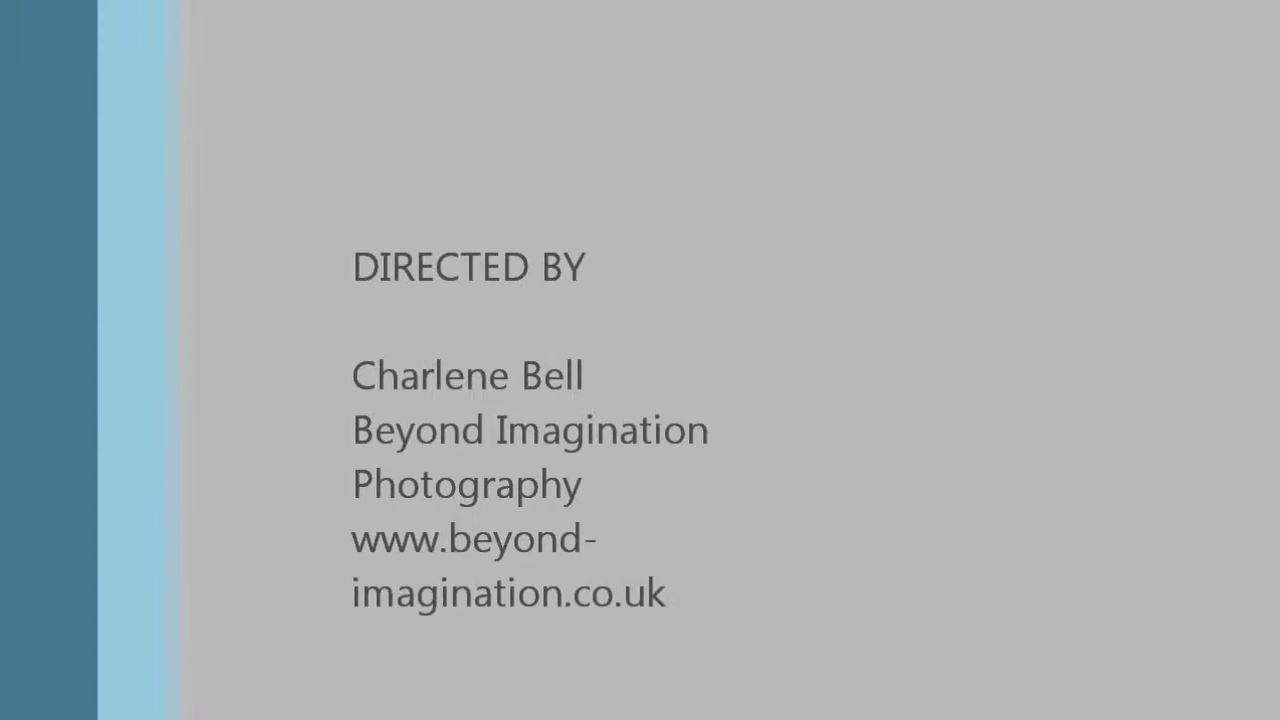 DIRECTED BY
Charlene Bell
Beyond Imagination
Photography
www.beyond-
imagination.co.uk